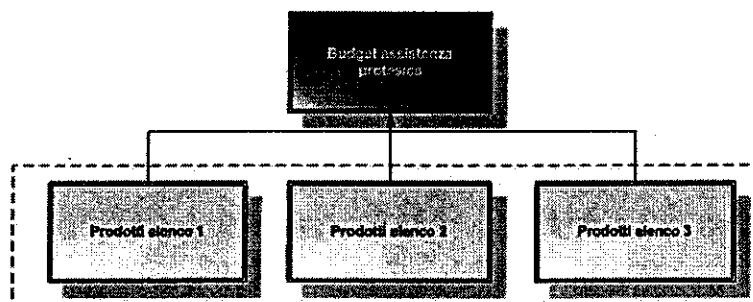 Budget assistenza
protesica
Prodotti elenco 1
Prodotti elenco 2
Prodotti elenco 3